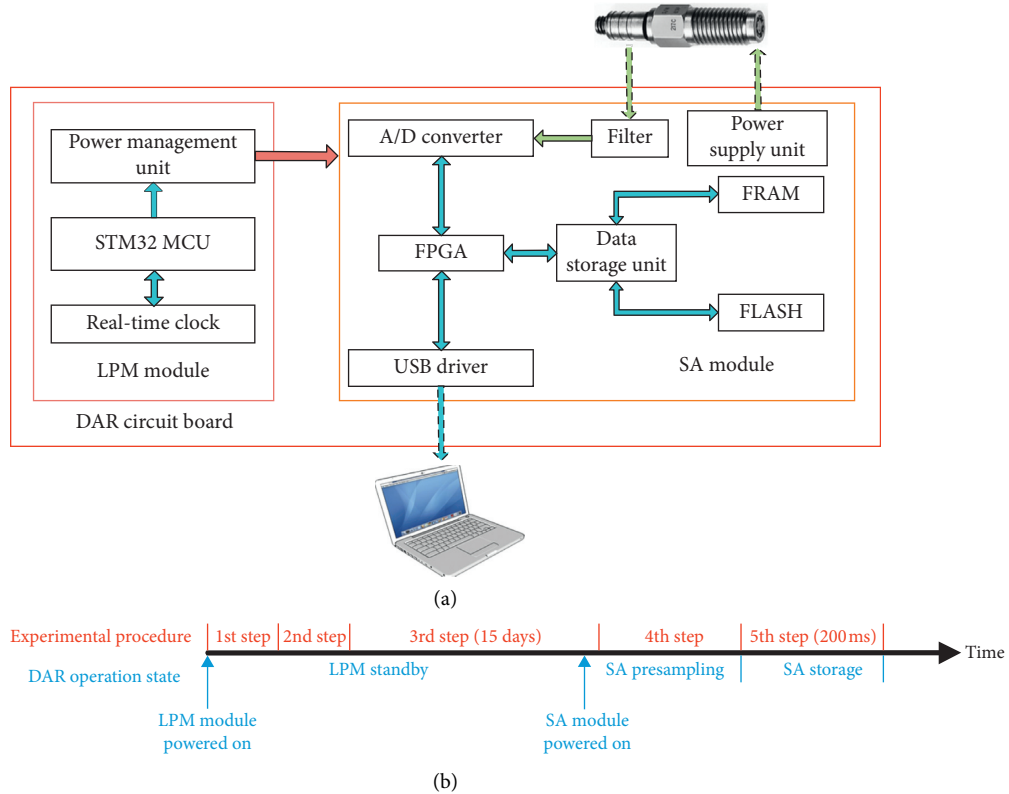 A/D converter
Filter
Power
supply unit
Power management
unit
FRAM
STM32 MCU
FPGA
Data
storage unit
Real-time clock
FLASH
LPM module
USB driver
SA module
DAR circuit board
(a)
Experimental procedure
1st step
2nd step
3rd step (15 days)
4th step
5th step (200 ms)
Time
DAR operation state
LPM standby
SA presampling
SA storage
LPM module
powered on
SA module
powered on
(b)